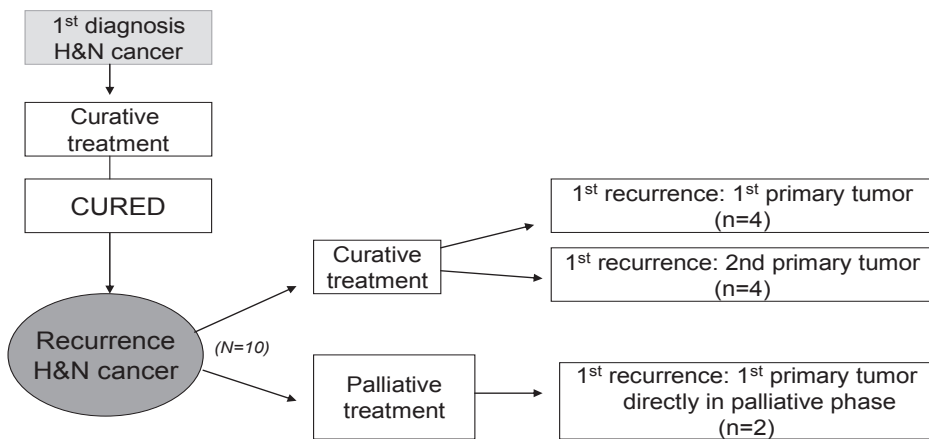 1st diagnosis
H&N cancer
Curative
treatment
CURED
Recurrence
H&N cancer
(N=10)
Curative
treatment
1st recurrence: 1st primary tumor
(n=4)
1st recurrence: 2nd primary tumor
(n=4)
Palliative
treatment
1st recurrence: 1st primary tumor
directly in palliative phase
(n=2)